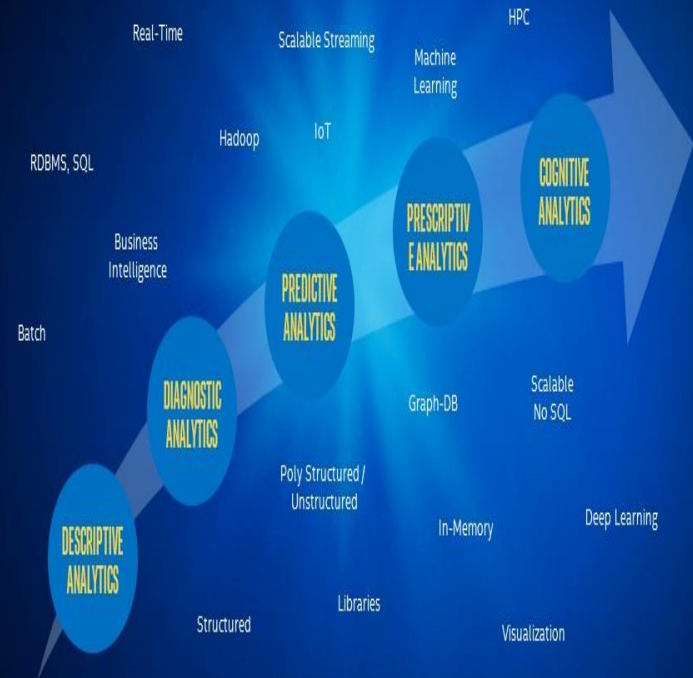 HPC
Real-Time
Scalable Streaming
Machine
Learning
Hadoop
IoT
RDBMS, SQL
COGNITIVE
ANALYTICS
PRESCRIPTIV
E ANALYTICS
Business
Intelligence
PREDICTIVE
ANALYTICS
Batch
DIAGNOSTIC
ANALYTICS
Graph-DB
Scalable
No SQL
Poly Structured /
Unstructured
In-Memory
Deep Learning
DESCRIPTIVE
ANALYTICS
Libraries
Structured
Visualization